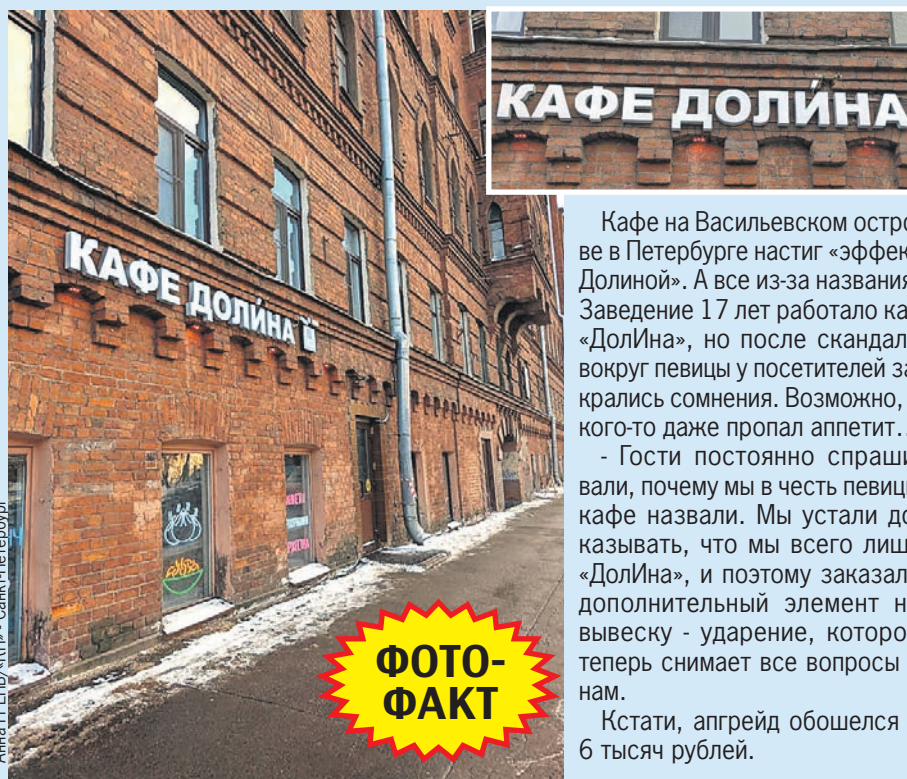 КАФЕ ДОЛИ́НА
КАФЕ ДОЛИ́НА
Кафе на Васильевском остро
ве в Петербурге настиг «эффек
Долиной». А все из-за названия
Заведение 17 лет работало ка
«ДолИна», но после скандал
вокруг певицы у посетителей за
крались сомнения. Возможно,
кого-то даже пропал аппетит..
- Гости постоянно спраши
вали, почему мы в честь певиц
кафе назвали. Мы устали до
казывать, что мы всего лиш
«ДолИна», и поэтому заказал
дополнительный элемент н
вывеску - ударение, которо
теперь снимает все вопросы
нам.
Кстати, апгрейд обошелся
6 тысяч рублей.
ФОТО-
ФАКТ
Санкт-Петербург